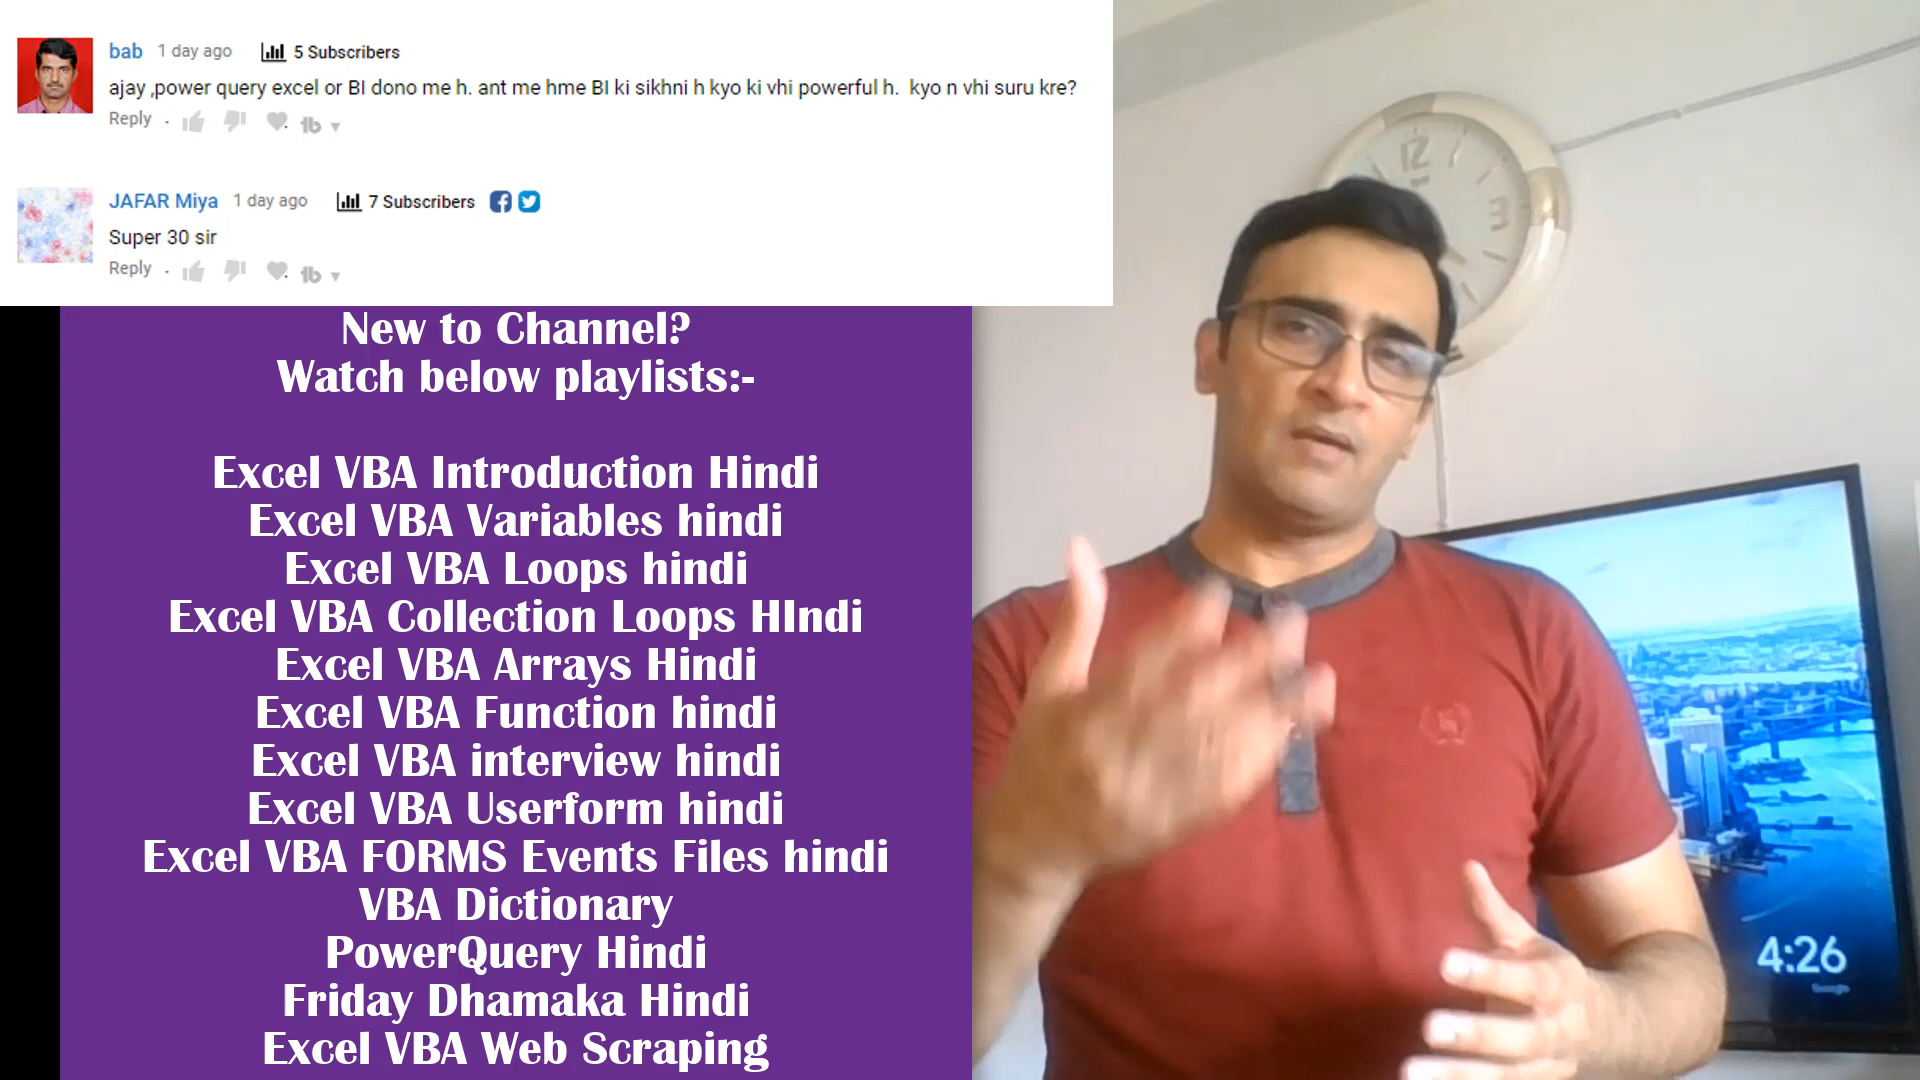 bab 1 day ago 5 Subscribers
ajay ,power query excel or BI dono me h. ant me hme BI ki sikhni h kyo ki vhi powerful h. kyo n vhi suru kre?
Reply
JAFAR Miya 1 day ago 7 Subscribers
Super 30 sir
Reply
New to Channel?
Watch below playlists:-
Excel VBA Introduction Hindi
Excel VBA Variables hindi
Excel VBA Loops hindi
Excel VBA Collection Loops HIndi
Excel VBA Arrays Hindi
Excel VBA Function hindi
Excel VBA interview hindi
Excel VBA Userform hindi
Excel VBA FORMS Events Files hindi
VBA Dictionary
PowerQuery Hindi
Friday Dhamaka Hindi
Excel VBA Web Scraping
12
3
4:26
Google